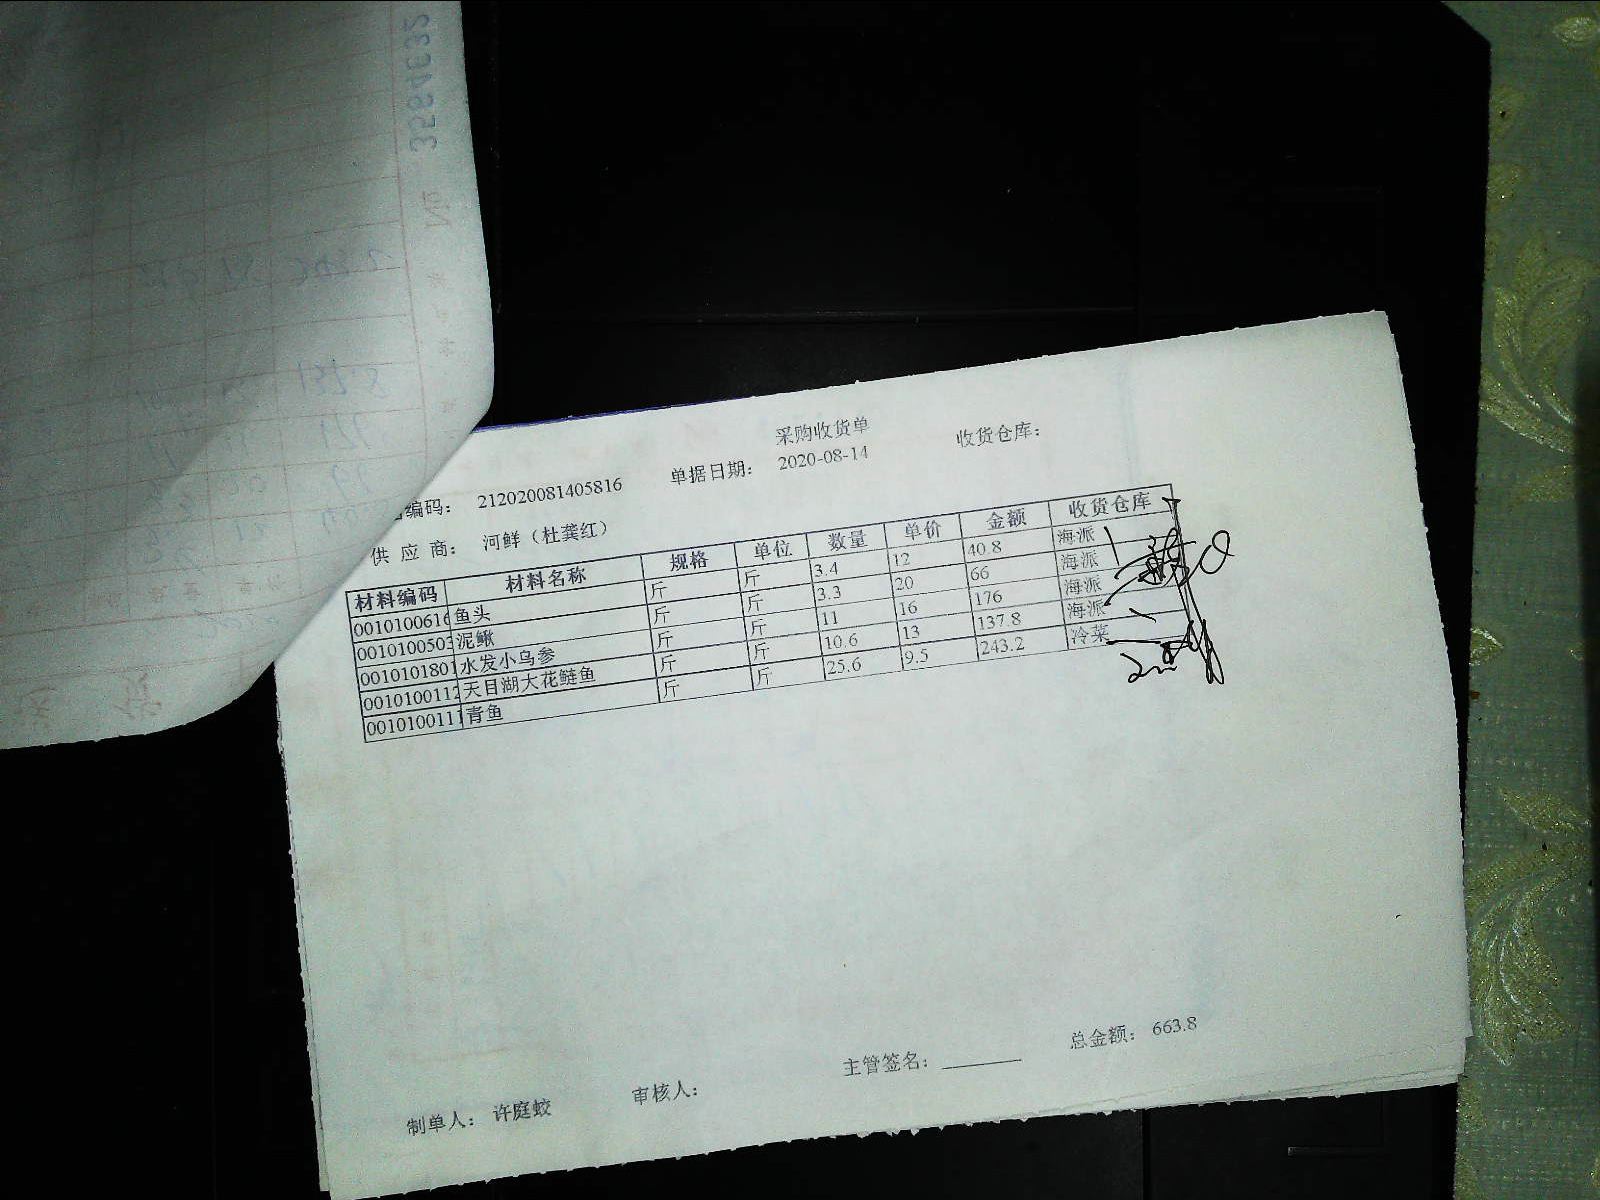 采购收货单
编码： 212020081405816 单据日期： 2020-08-14 收货仓库：
供 应 商： 河鲜（杜龚红）
材料编码 材料名称 规格 单位 数量 单价 金额 收货仓库
001010061 鱼头 斤 斤 3.4 12 40.8 海派
001010050 泥鳅 斤 斤 3.3 20 66 海派
001010180 水发小乌参 斤 斤 11 16 176 海派
001010011 天目湖大花鲢鱼 斤 斤 10.6 13 137.8 海派
001010011 青鱼 斤 斤 25.6 9.5 243.2 冷菜
总金额： 663.8
制单人： 许庭蛟 审核人： 主管签名：